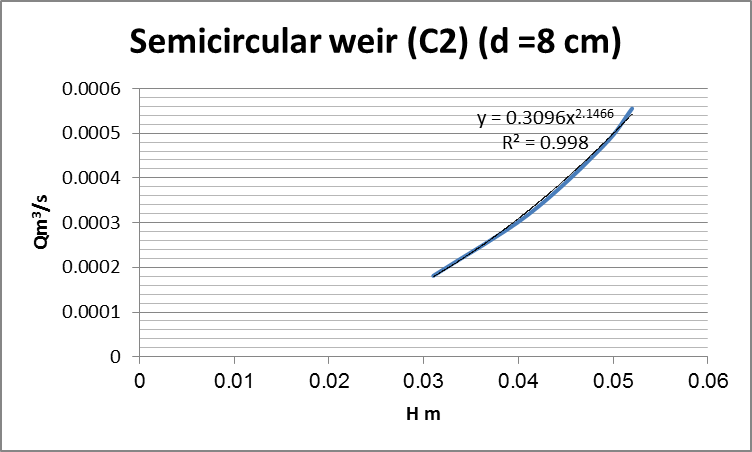 Semicircular weir (C2) (d =8 cm)
0.0006
0.0005
0.0004
0.0003
0.0002
0.0001
0
Qm³/s
y = 0.3096x^2.1466
R² = 0.998
0 0.01 0.02 0.03 0.04 0.05 0.06
H m